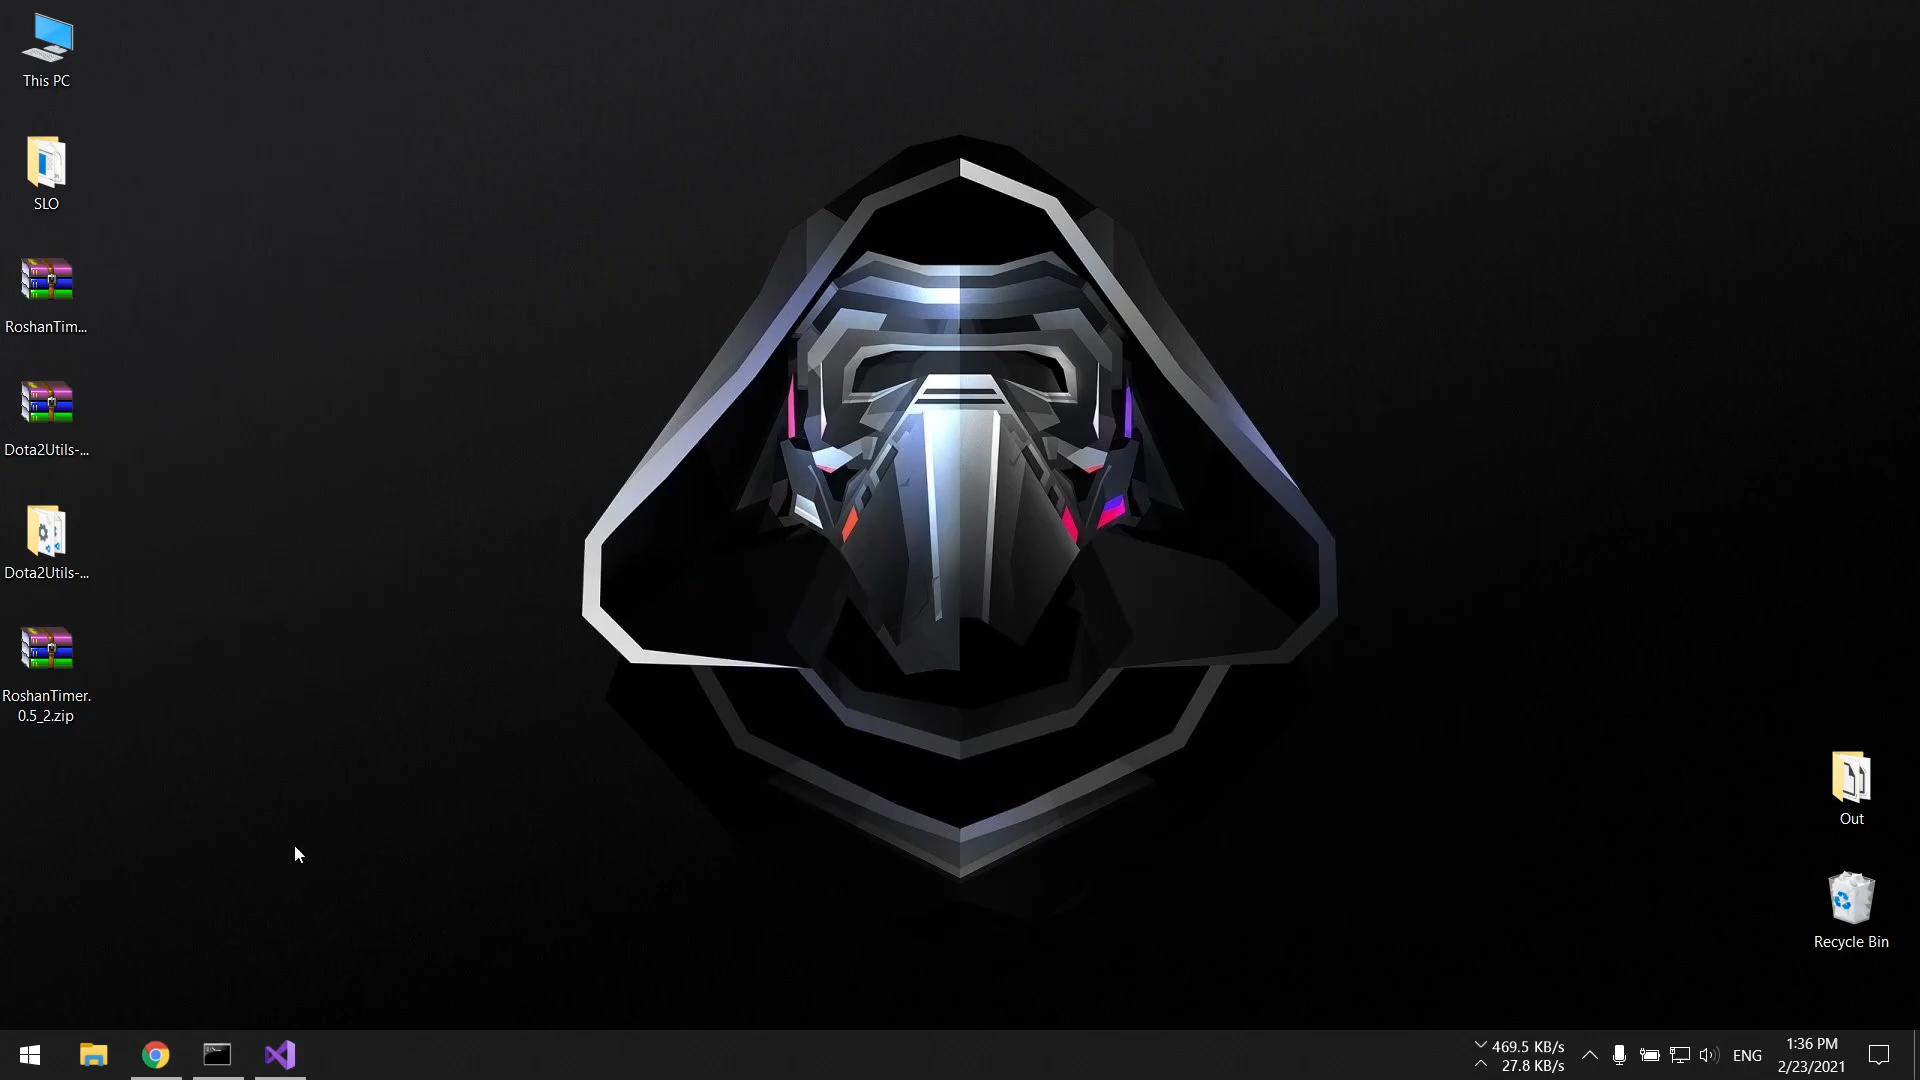 This PC
SLO
RoshanTim...
Dota2Utils-...
Dota2Utils-...
RoshanTimer.
0.5_2.zip
Out
Recycle Bin
469.5 KB/s
27.8 KB/s
ENG
1:36 PM
2/23/2021